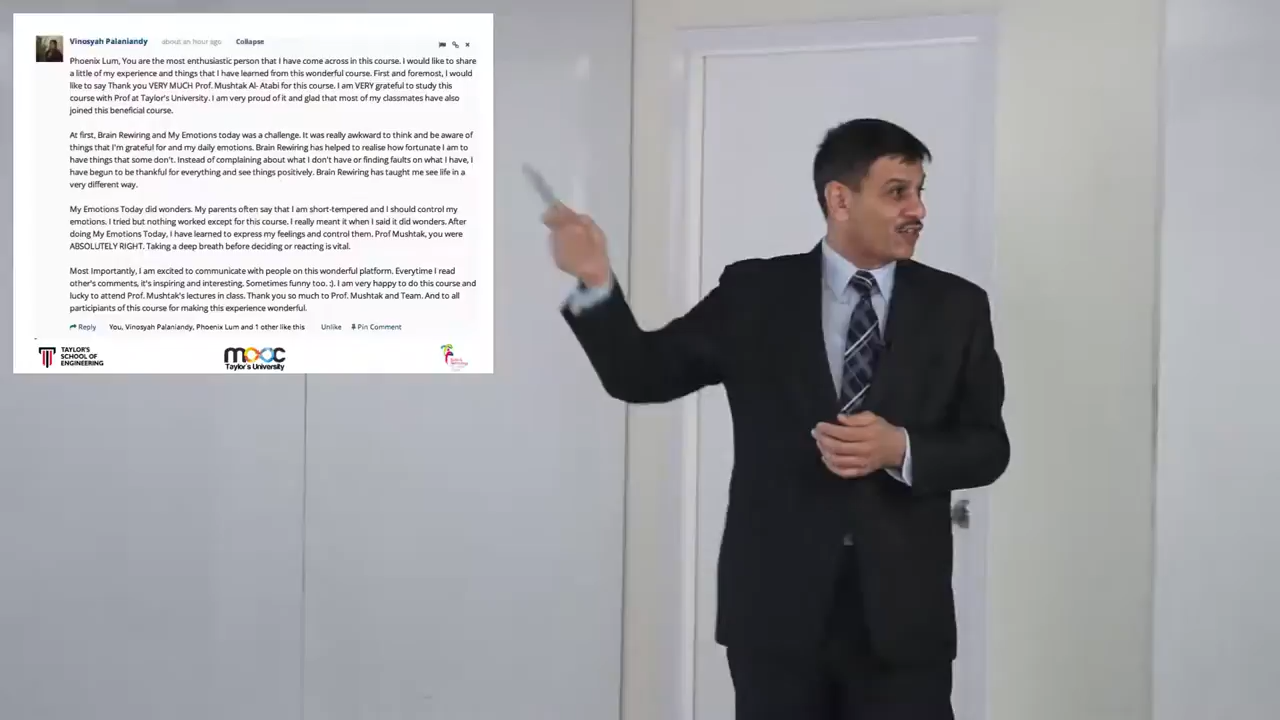 Vinosyah Palaniandy about an hour ago Collapse
Phoenix Lum, You are the most enthusiastic person that I have come across in this course. I would like to share
a little of my experience and things that I have learned from this wonderful course. First and foremost, I would
like to say Thank you VERY MUCH Prof. Mushtak Al- Atabi for this course. I am VERY grateful to study this
course with Prof at Taylor's University. I am very proud of it and glad that most of my classmates have also
joined this beneficial course.
At first, Brain Rewiring and My Emotions today was a challenge. It was really awkward to think and be aware of
things that I'm grateful for and my daily emotions. Brain Rewiring has helped to realise how fortunate I am to
have things that some don't. Instead of complaining about what I don't have or finding faults on what I have, I
have begun to be thankful for everything and see things positively. Brain Rewiring has taught me see life in a
very different way.
My Emotions Today did wonders. My parents often say that I am short-tempered and I should control my
emotions. I tried but nothing worked except for this course. I really meant it when I said it did wonders. After
doing My Emotions Today, I have learned to express my feelings and control them. Prof Mushtak, you were
ABSOLUTELY RIGHT. Taking a deep breath before deciding or reacting is vital.
Most Importantly, I am excited to communicate with people on this wonderful platform. Everytime I read
other's comments, it's inspiring and interesting. Sometimes funny too. :). I am very happy to do this course and
lucky to attend Prof. Mushtak's lectures in class. Thank you so much to Prof. Mushtak and Team. And to all
participiants of this course for making this experience wonderful.
Reply You, Vinosyah Palaniandy, Phoenix Lum and 1 other like this Unlike Pin Comment
TAYLOR'S
SCHOOL OF
ENGINEERING
mooc
Taylor's University